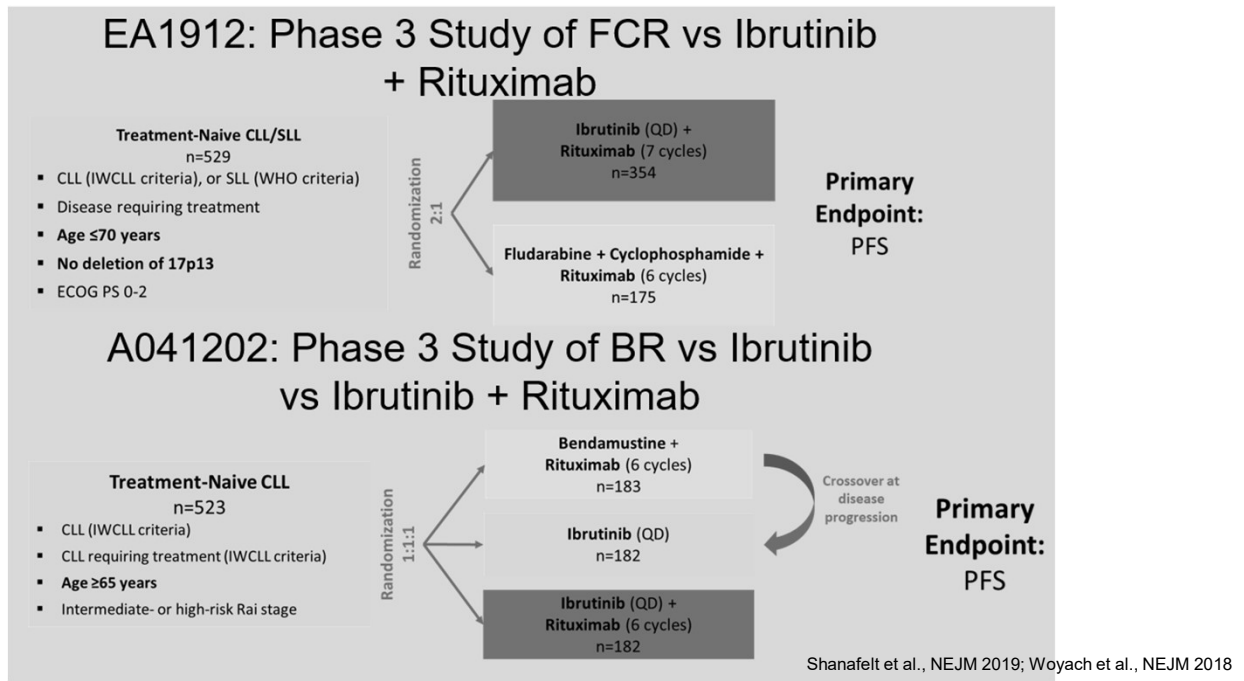 EA1912: Phase 3 Study of FCR vs Ibrutinib
+ Rituximab
Treatment-Naive CLL/SLL
n=529
▪ CLL (IWCLL criteria), or SLL (WHO criteria)
▪ Disease requiring treatment
▪ Age ≤70 years
▪ No deletion of 17p13
▪ ECOG PS 0-2
Randomization
2:1
Ibrutinib (QD) +
Rituximab (7 cycles)
n=354
Fludarabine + Cyclophosphamide +
Rituximab (6 cycles)
n=175
Primary
Endpoint:
PFS
A041202: Phase 3 Study of BR vs Ibrutinib
vs Ibrutinib + Rituximab
Treatment-Naive CLL
n=523
▪ CLL (IWCLL criteria)
▪ CLL requiring treatment (IWCLL criteria)
▪ Age ≥65 years
▪ Intermediate- or high-risk Rai stage
Randomization
1:1:1
Bendamustine +
Rituximab (6 cycles)
n=183
Ibrutinib (QD)
n=182
Ibrutinib (QD) +
Rituximab (6 cycles)
n=182
Crossover at
disease
progression
Primary
Endpoint:
PFS
Shanafelt et al., NEJM 2019; Woyach et al., NEJM 2018